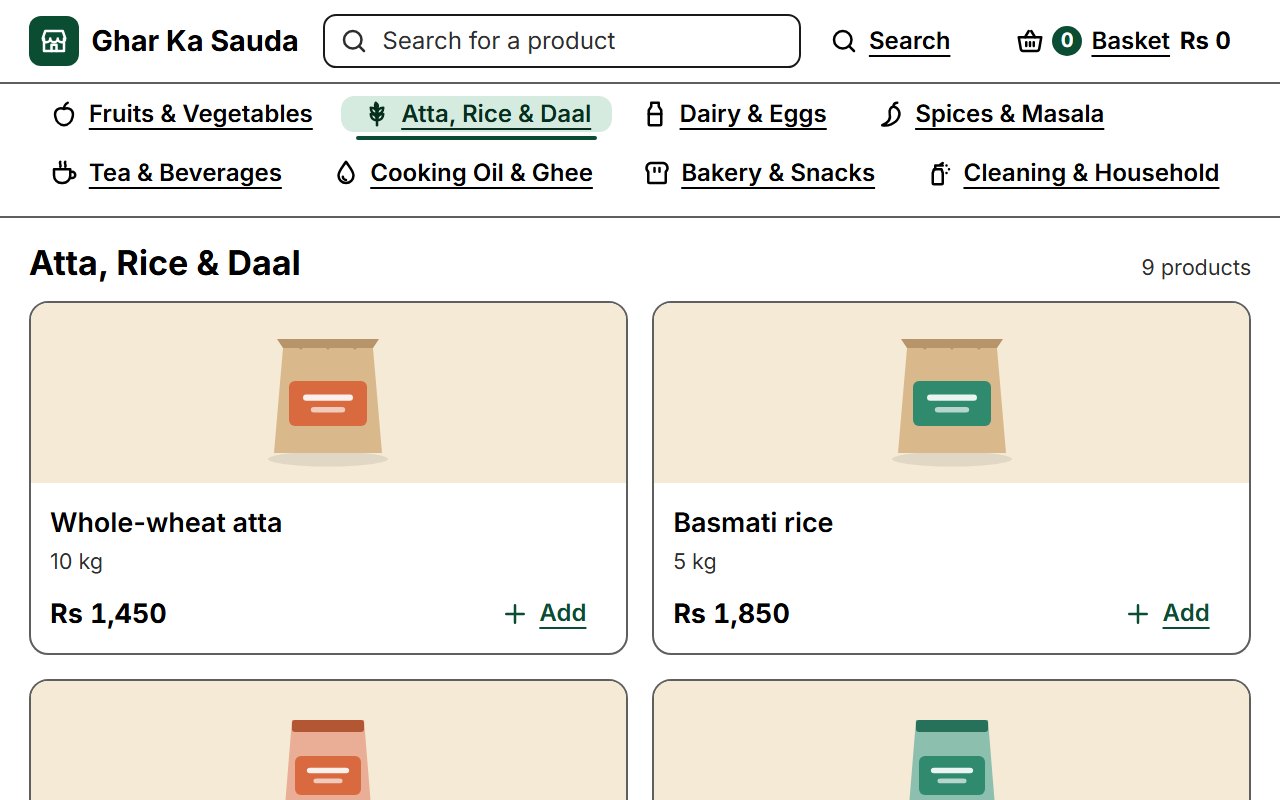 Ghar Ka Sauda
Search for a product
Search
0 Basket Rs 0
Fruits & Vegetables
Atta, Rice & Daal
Dairy & Eggs
Spices & Masala
Tea & Beverages
Cooking Oil & Ghee
Bakery & Snacks
Cleaning & Household
Atta, Rice & Daal
9 products
Whole-wheat atta
10 kg
Rs 1,450
Add
Basmati rice
5 kg
Rs 1,850
Add